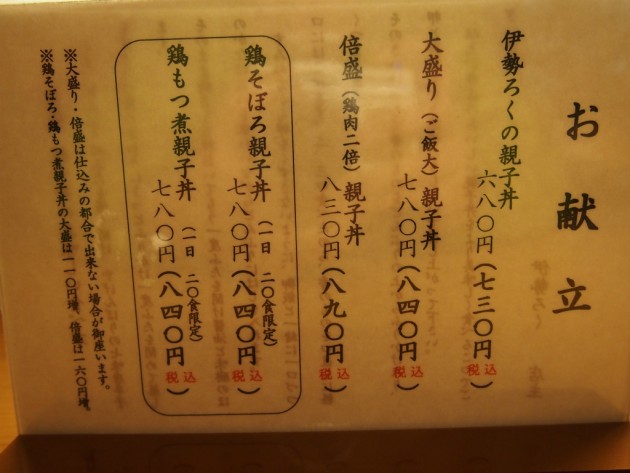 お献立
伊勢ろくの親子丼
六八〇円(七三〇円税込)
大盛り(ご飯大)親子丼
七八〇円(八四〇円税込)
倍盛(鶏肉二倍)親子丼
八三〇円(八九〇円税込)
鶏そぼろ親子丼(一日 二〇食限定)
七八〇円(八四〇円税込)
鶏もつ煮親子丼(一日 二〇食限定)
七八〇円(八四〇円税込)
※大盛り・倍盛は仕込みの都合で出来ない場合が御座います。
※鶏そぼろ・鶏もつ煮親子丼の大盛は一一〇円増、倍盛は一六〇円増。